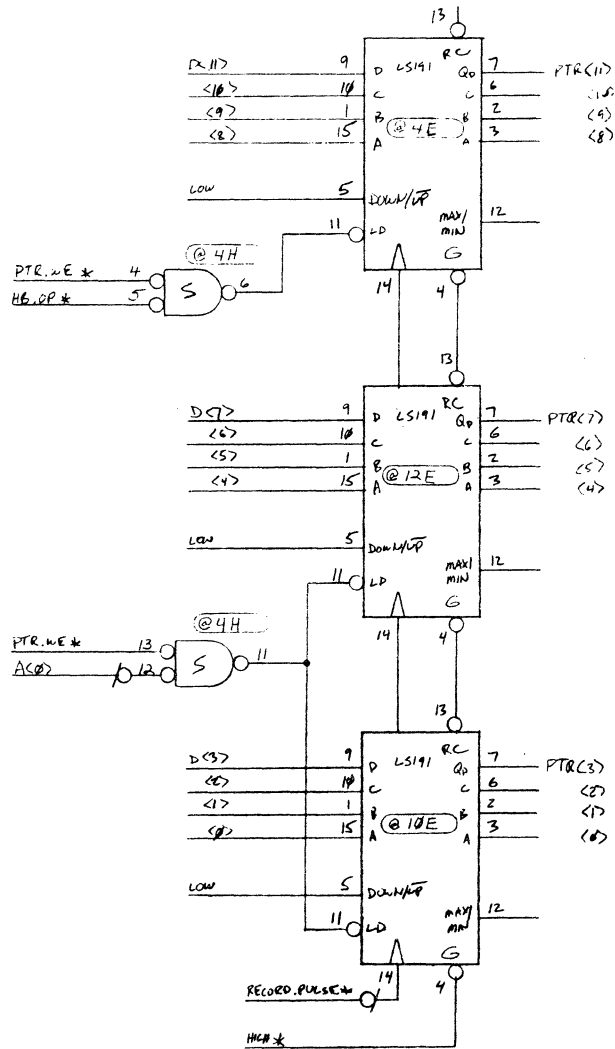 13
RC
9 D LS191 QD 7 PTR<11>
<10> 10 C C 6
<9> 1 B B 2 <9>
<8> 15 A @ 4E A 3 <8>
LOW 5 DOWN/UP
MAX/ MIN 12
11 LD
@ 4H
G
PTR.WE* 4
S 6
HB.OP* 5
14 4
13
RC
D<7> 9 D LS191 QD 7 PTR<7>
<6> 10 C C 6 <6>
<5> 1 B B 2 <5>
<4> 15 A @ 12E A 3 <4>
LOW 5 DOWN/UP
MAX/ MIN 12
11 LD
G
@ 4H
14 4
PTR.WE* 13
S 11
A<0> 12
13
RC
D<3> 9 D LS191 QD 7 PTR<3>
<2> 10 C C 6 <2>
<1> 1 B B 2 <1>
<0> 15 A @ 10E A 3 <0>
LOW 5 DOWN/UP
MAX/ MIN 12
11 LD
G
14 4
RECORD.PULSE*
HIGH*